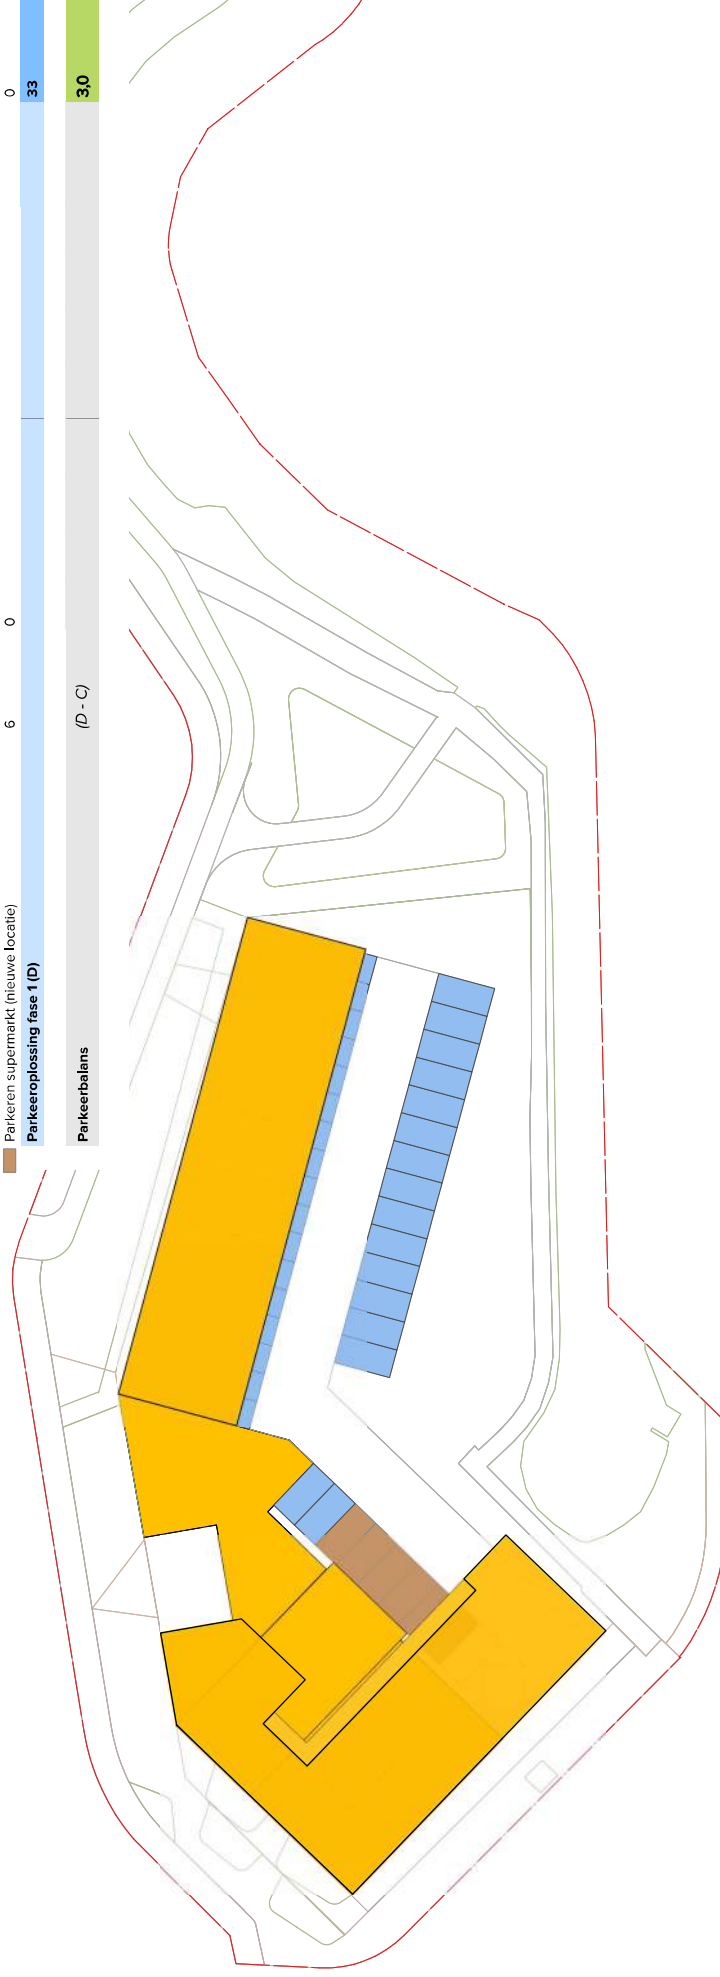 Parkeren supermarkt (nieuwe locatie) 6 0 0
Parkeeroplossing fase 1 (D) 33
Parkeerbalans (D - C) 3,0